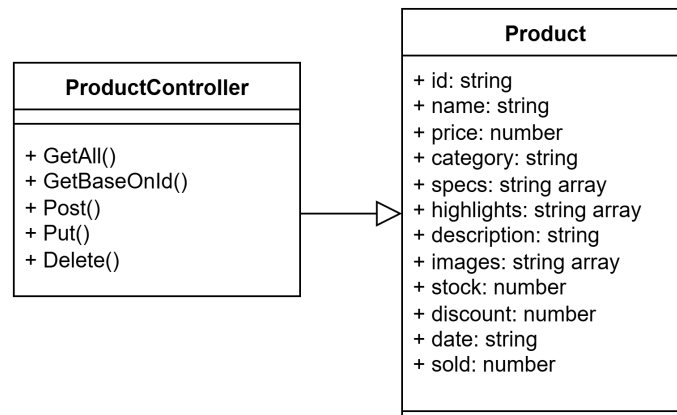 ProductController
+ GetAll()
+ GetBaseOnId()
+ Post()
+ Put()
+ Delete()
Product
+ id: string
+ name: string
+ price: number
+ category: string
+ specs: string array
+ highlights: string array
+ description: string
+ images: string array
+ stock: number
+ discount: number
+ date: string
+ sold: number